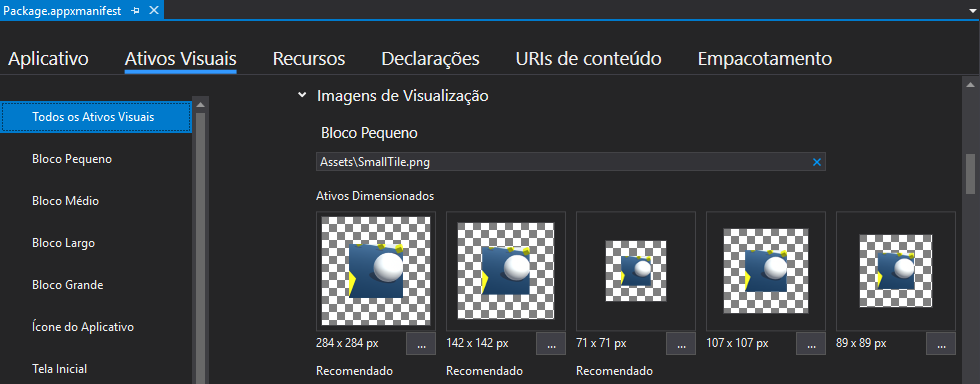 Package.appxmanifest
Aplicativo Ativos Visuais Recursos Declarações URIs de conteúdo Empacotamento
Todos os Ativos Visuais
Bloco Pequeno
Bloco Médio
Bloco Largo
Bloco Grande
Ícone do Aplicativo
Tela Inicial
Imagens de Visualização
Bloco Pequeno
Assets\SmallTile.png
Ativos Dimensionados
284 x 284 px ... 142 x 142 px ... 71 x 71 px ... 107 x 107 px ... 89 x 89 px ...
Recomendado Recomendado Recomendado